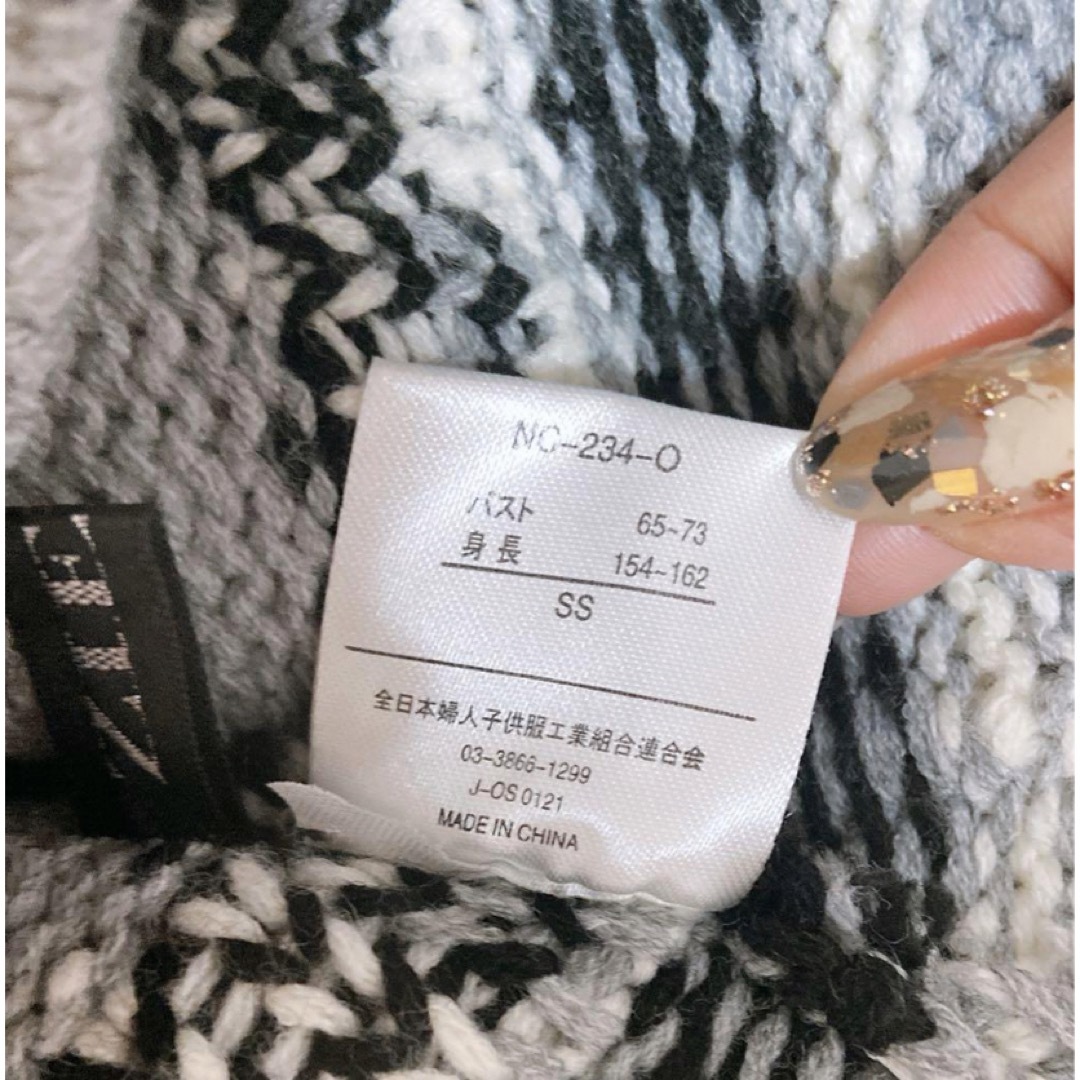 NC-234-O
バスト 65~73
身長 154~162
SS
全日本婦人子供服工業組合連合会
03-3866-1299
J-OS 0121
MADE IN CHINA